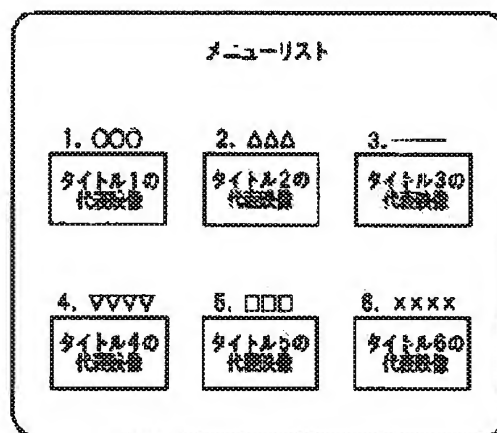 メニューリスト
1. ○○○ 2. △△△ 3. ―――
タイトル1の タイトル2の タイトル3の
代表映像 代表映像 代表映像
4. ▽▽▽▽ 5. □□□ 6. ××××
タイトル4の タイトル5の タイトル6の
代表映像 代表映像 代表映像